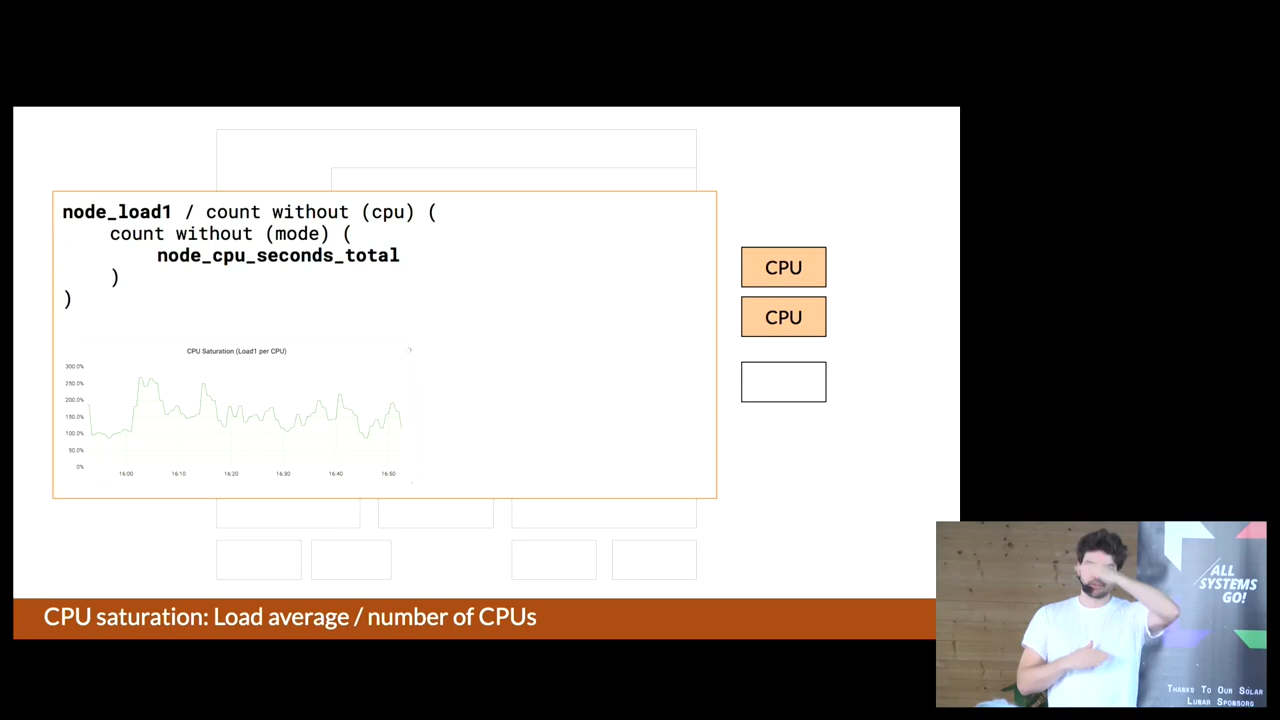 node_load1 / count without (cpu) (
count without (mode) (
node_cpu_seconds_total
)
)
CPU
CPU
CPU Saturation (Load1 per CPU)
300.0%
250.0%
200.0%
150.0%
100.0%
50.0%
0%
16:00
16:10
16:20
16:30
16:40
16:50
CPU saturation: Load average / number of CPUs
ALL
SYSTEMS
GO!
Thanks To Our Solar
Lunar Sponsors